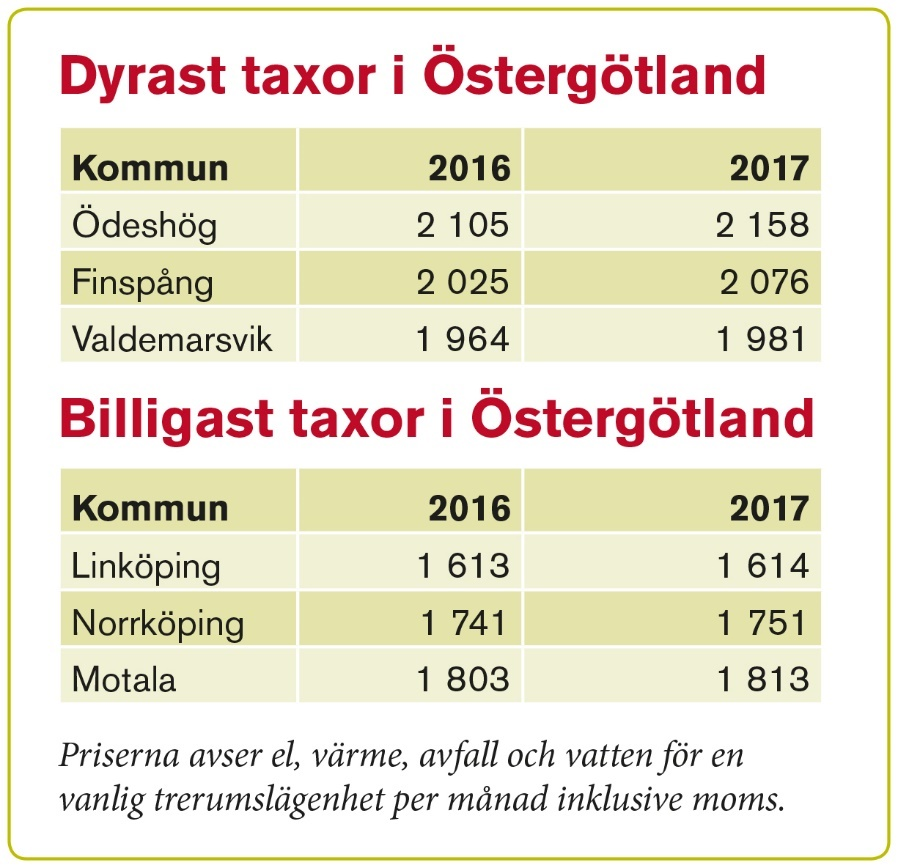 Dyrast taxor i Östergötland
Kommun 2016 2017
Ödeshög 2 105 2 158
Finspång 2 025 2 076
Valdemarsvik 1 964 1 981
Billigast taxor i Östergötland
Kommun 2016 2017
Linköping 1 613 1 614
Norrköping 1 741 1 751
Motala 1 803 1 813
Priserna avser el, värme, avfall och vatten för en
vanlig trerumslägenhet per månad inklusive moms.